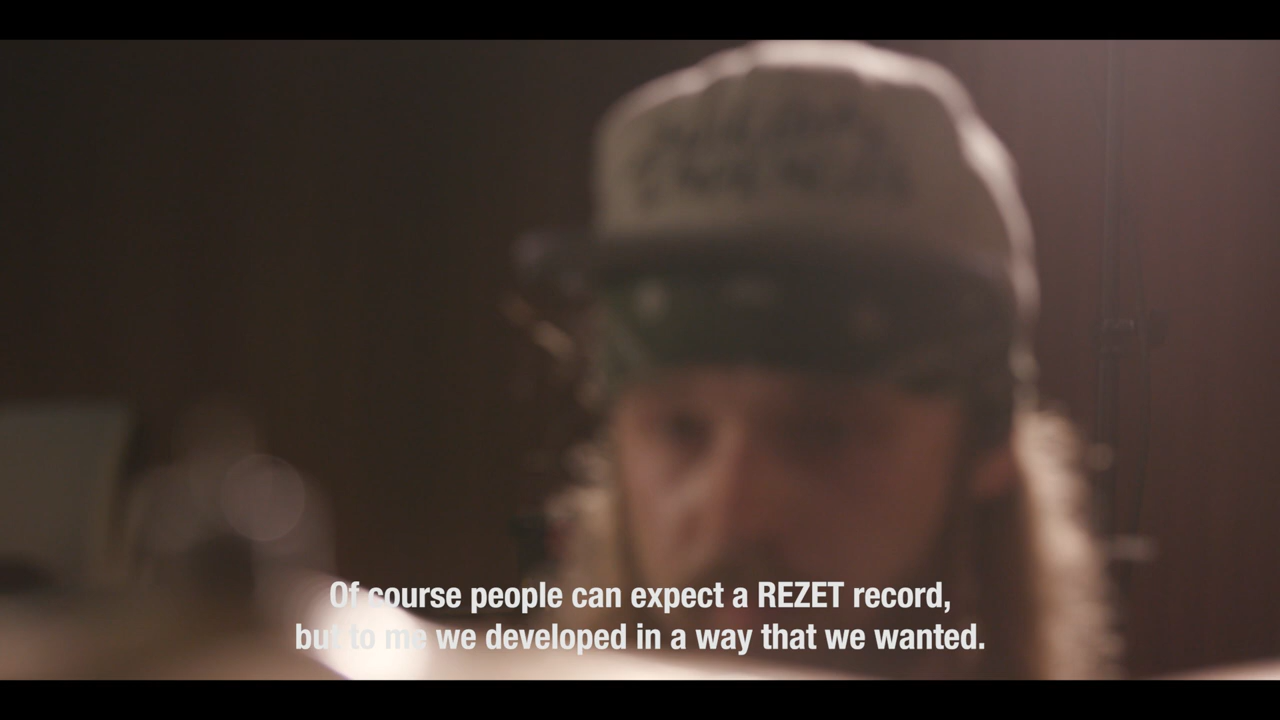 Of course people can expect a REZET record,
but to me we developed in a way that we wanted.